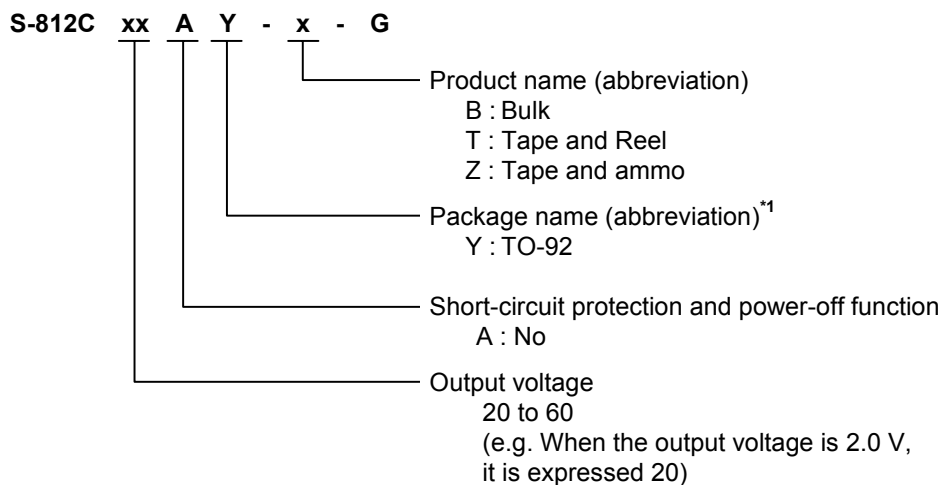 S-812C xx A Y - x - G
Product name (abbreviation)
B : Bulk
T : Tape and Reel
Z : Tape and ammo
Package name (abbreviation)*1
Y : TO-92
Short-circuit protection and power-off function
A : No
Output voltage
20 to 60
(e.g. When the output voltage is 2.0 V,
it is expressed 20)